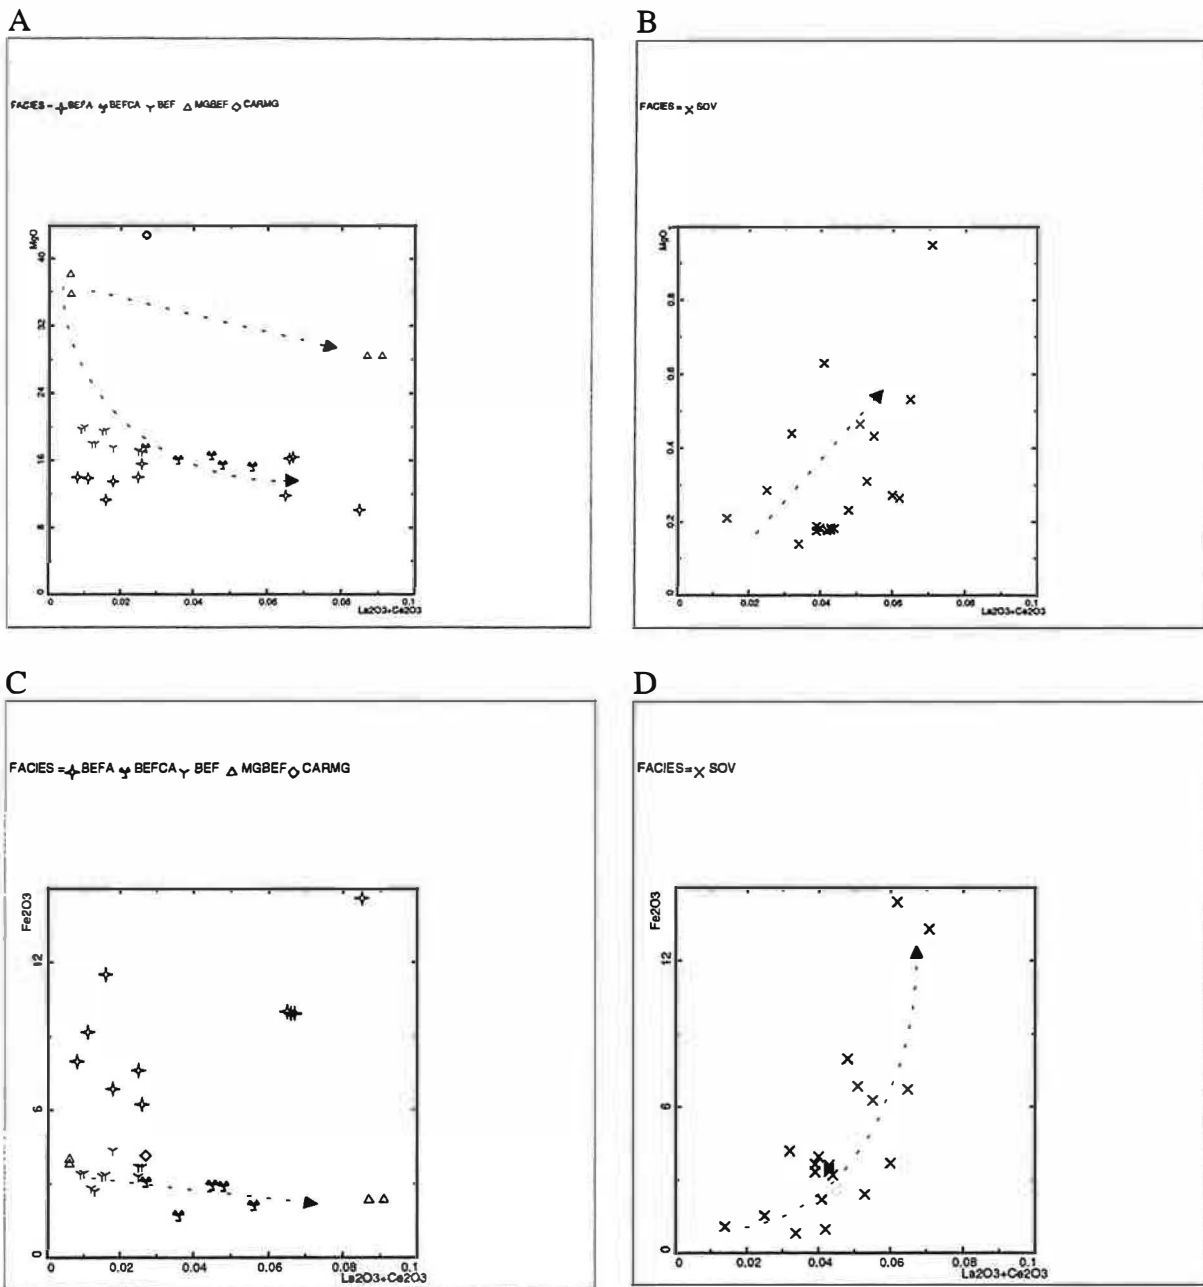 A
FACIES = BEFA BEFCA BEF MGBEF CARMG
MgO
40
32
24
16
8
0
0 0.02 0.04 0.06 0.08 0.1
La2O3+Ce2O3
B
FACIES = SOV
MgO
0.8
0.6
0.4
0.2
0
0 0.02 0.04 0.06 0.08 0.1
La2O3+Ce2O3
C
FACIES = BEFA BEFCA BEF MGBEF CARMG
Fe2O3
12
6
0
0 0.02 0.04 0.06 0.08 0.1
La2O3+Ce2O3
D
FACIES = SOV
Fe2O3
12
6
0
0 0.02 0.04 0.06 0.08 0.1
La2O3+Ce2O3